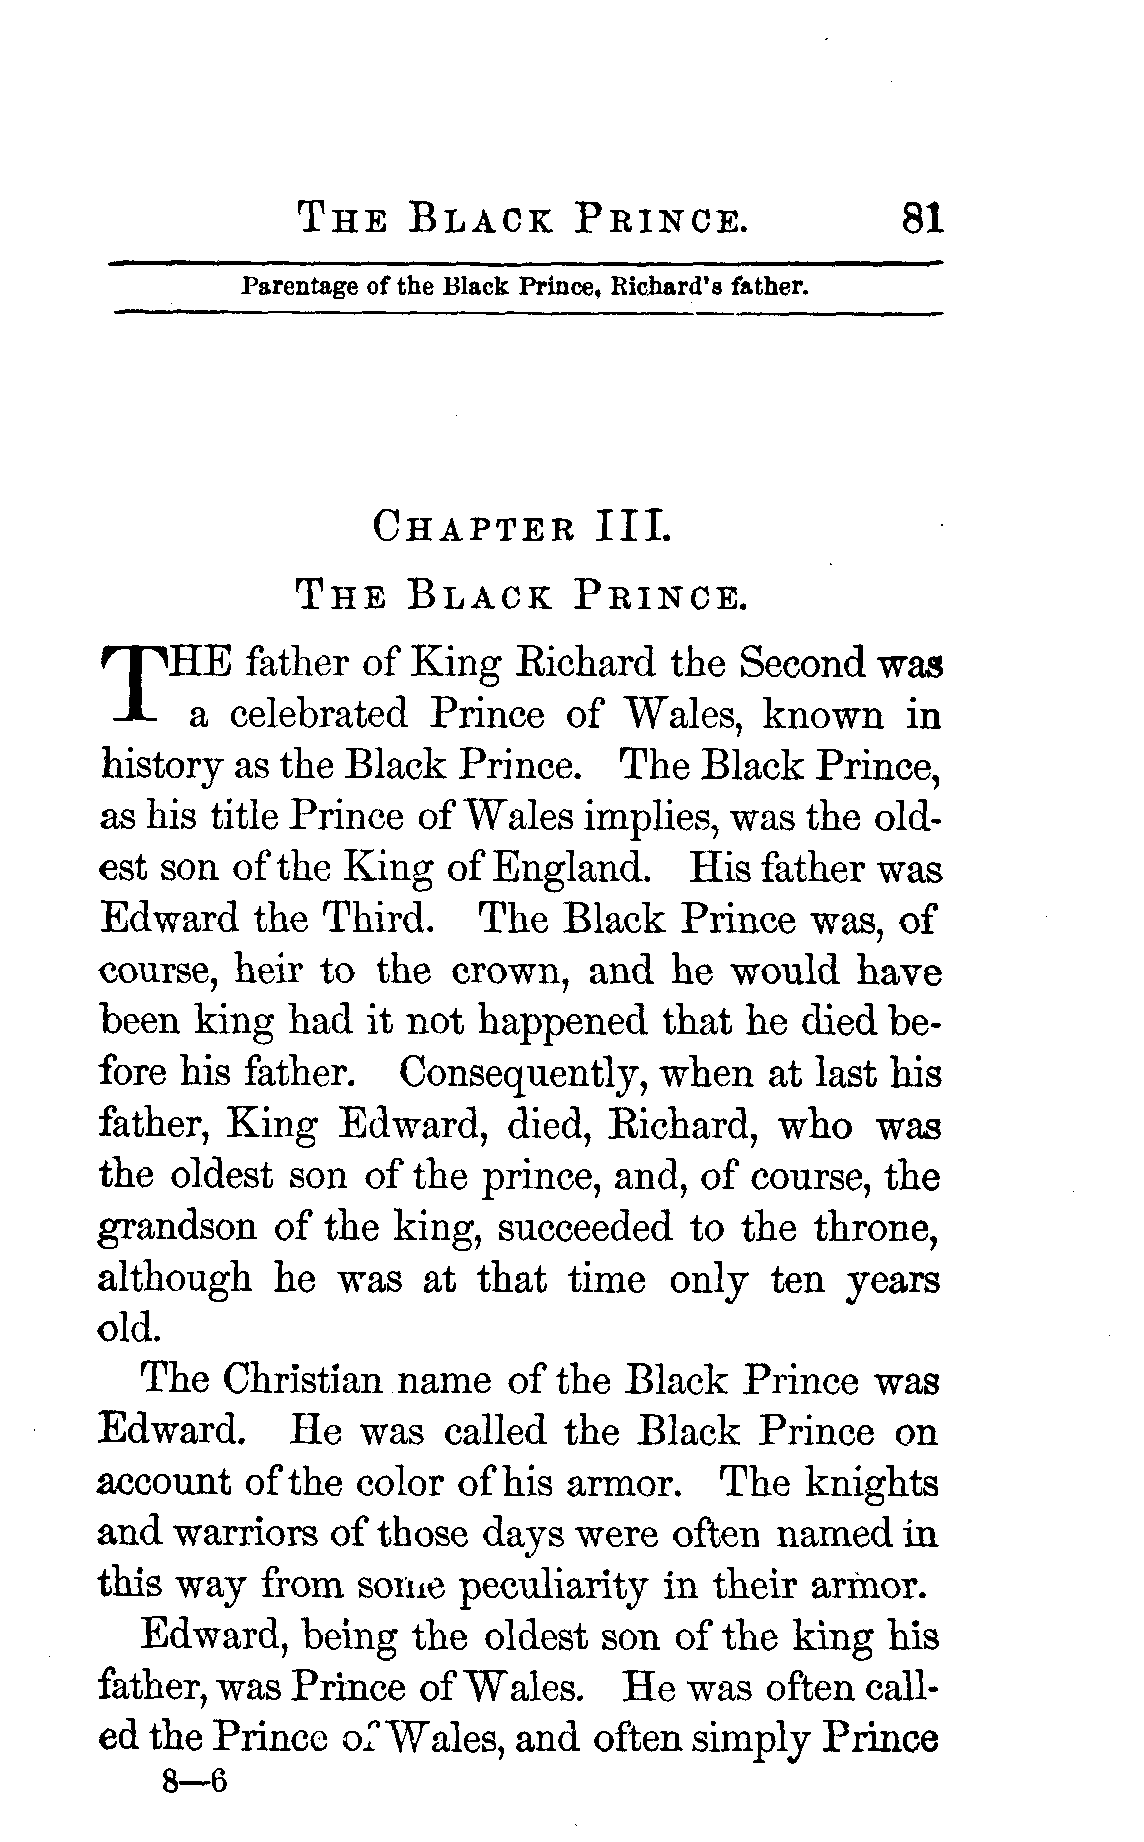 THE BLACK PRINCE. 81
Parentage of the Black Prince, Richard's father.
CHAPTER III.
THE BLACK PRINCE.
THE father of King Richard the Second was
a celebrated Prince of Wales, known in
history as the Black Prince. The Black Prince,
as his title Prince of Wales implies, was the old-
est son of the King of England. His father was
Edward the Third. The Black Prince was, of
course, heir to the crown, and he would have
been king had it not happened that he died be-
fore his father. Consequently, when at last his
father, King Edward, died, Richard, who was
the oldest son of the prince, and, of course, the
grandson of the king, succeeded to the throne,
although he was at that time only ten years
old.
The Christian name of the Black Prince was
Edward. He was called the Black Prince on
account of the color of his armor. The knights
and warriors of those days were often named in
this way from some peculiarity in their armor.
Edward, being the oldest son of the king his
father, was Prince of Wales. He was often call-
ed the Prince of Wales, and often simply Prince
8—6